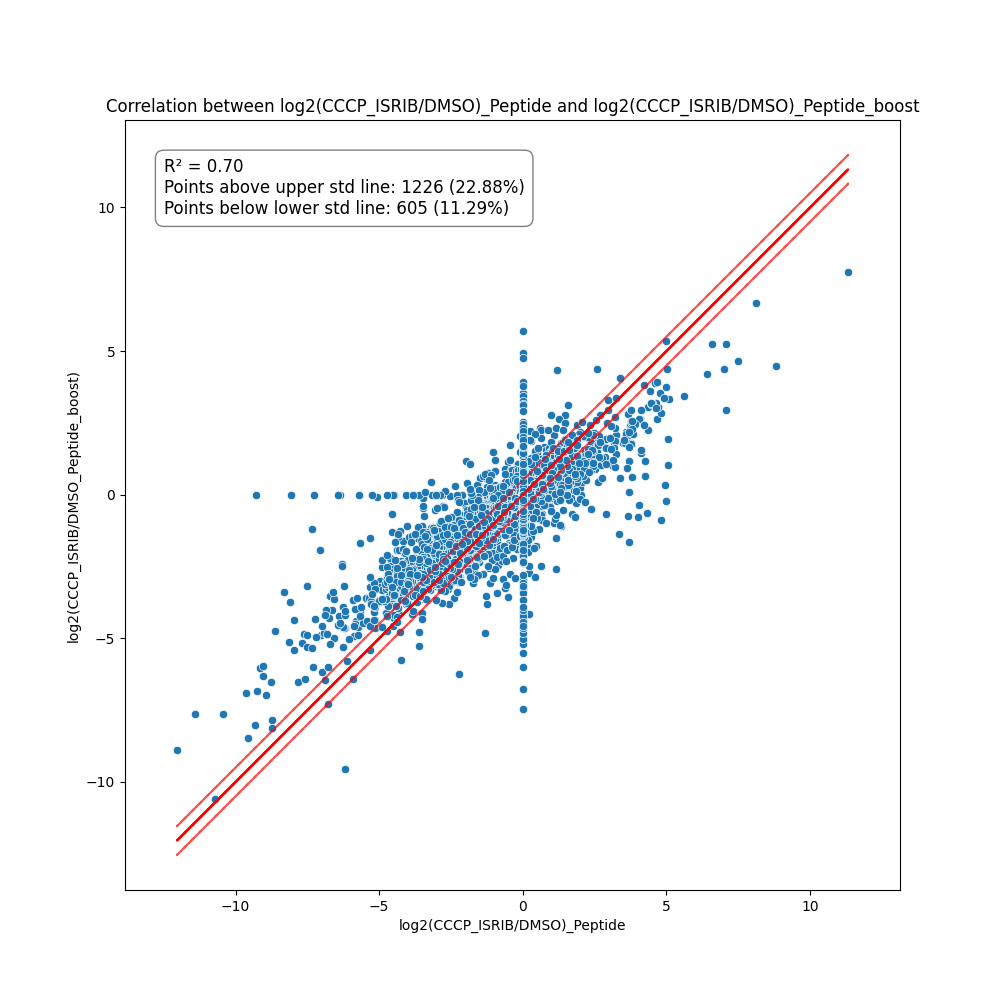 Correlation between log2(CCCP_ISRIB/DMSO)_Peptide and log2(CCCP_ISRIB/DMSO)_Peptide_boost
R² = 0.70
Points above upper std line: 1226 (22.88%)
Points below lower std line: 605 (11.29%)
log2(CCCP_ISRIB/DMSO_Peptide_boost)
10
5
0
−5
−10
−10
−5
0
5
10
log2(CCCP_ISRIB/DMSO)_Peptide